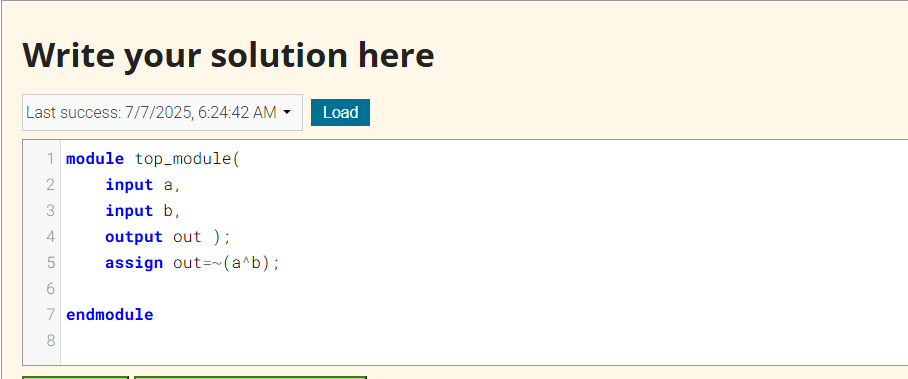 Write your solution here
Last success: 7/7/2025, 6:24:42 AM Load
1 module top_module(
2 input a,
3 input b,
4 output out );
5 assign out=~(a^b);
6
7 endmodule
8